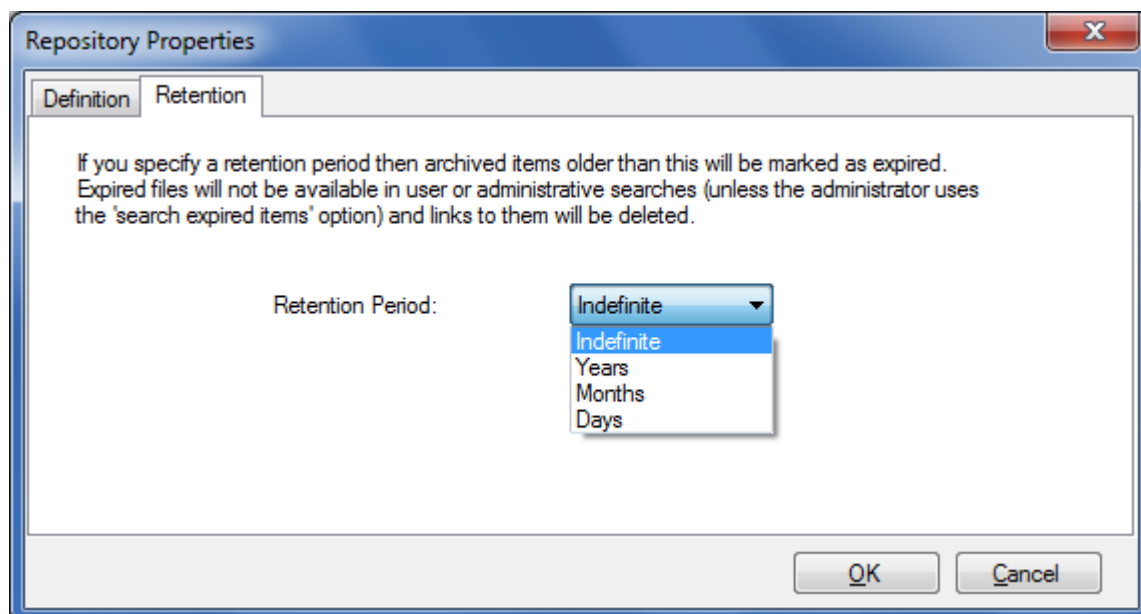 Repository Properties
Definition
Retention
If you specify a retention period then archived items older than this will be marked as expired.
Expired files will not be available in user or administrative searches (unless the administrator uses
the 'search expired items' option) and links to them will be deleted.
Retention Period:
Indefinite
Indefinite
Years
Months
Days
OK
Cancel